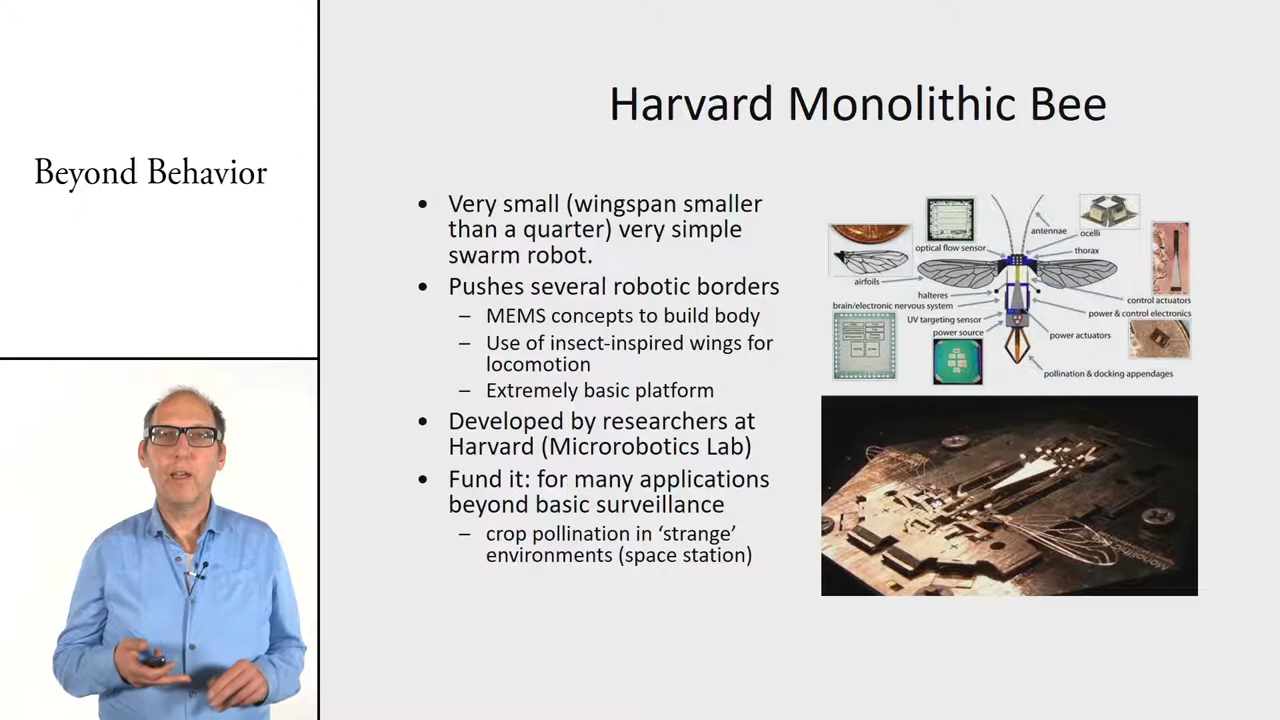 Beyond Behavior
Harvard Monolithic Bee
• Very small (wingspan smaller
than a quarter) very simple
swarm robot.
• Pushes several robotic borders
– MEMS concepts to build body
– Use of insect-inspired wings for
locomotion
– Extremely basic platform
• Developed by researchers at
Harvard (Microrobotics Lab)
• Fund it: for many applications
beyond basic surveillance
– crop pollination in ‘strange’
environments (space station)
antennae
ocelli
optical flow sensor
thorax
airfoils
halteres
control actuators
brain/electronic nervous system
power & control electronics
UV targeting sensor
power source
power actuators
pollination & docking appendages